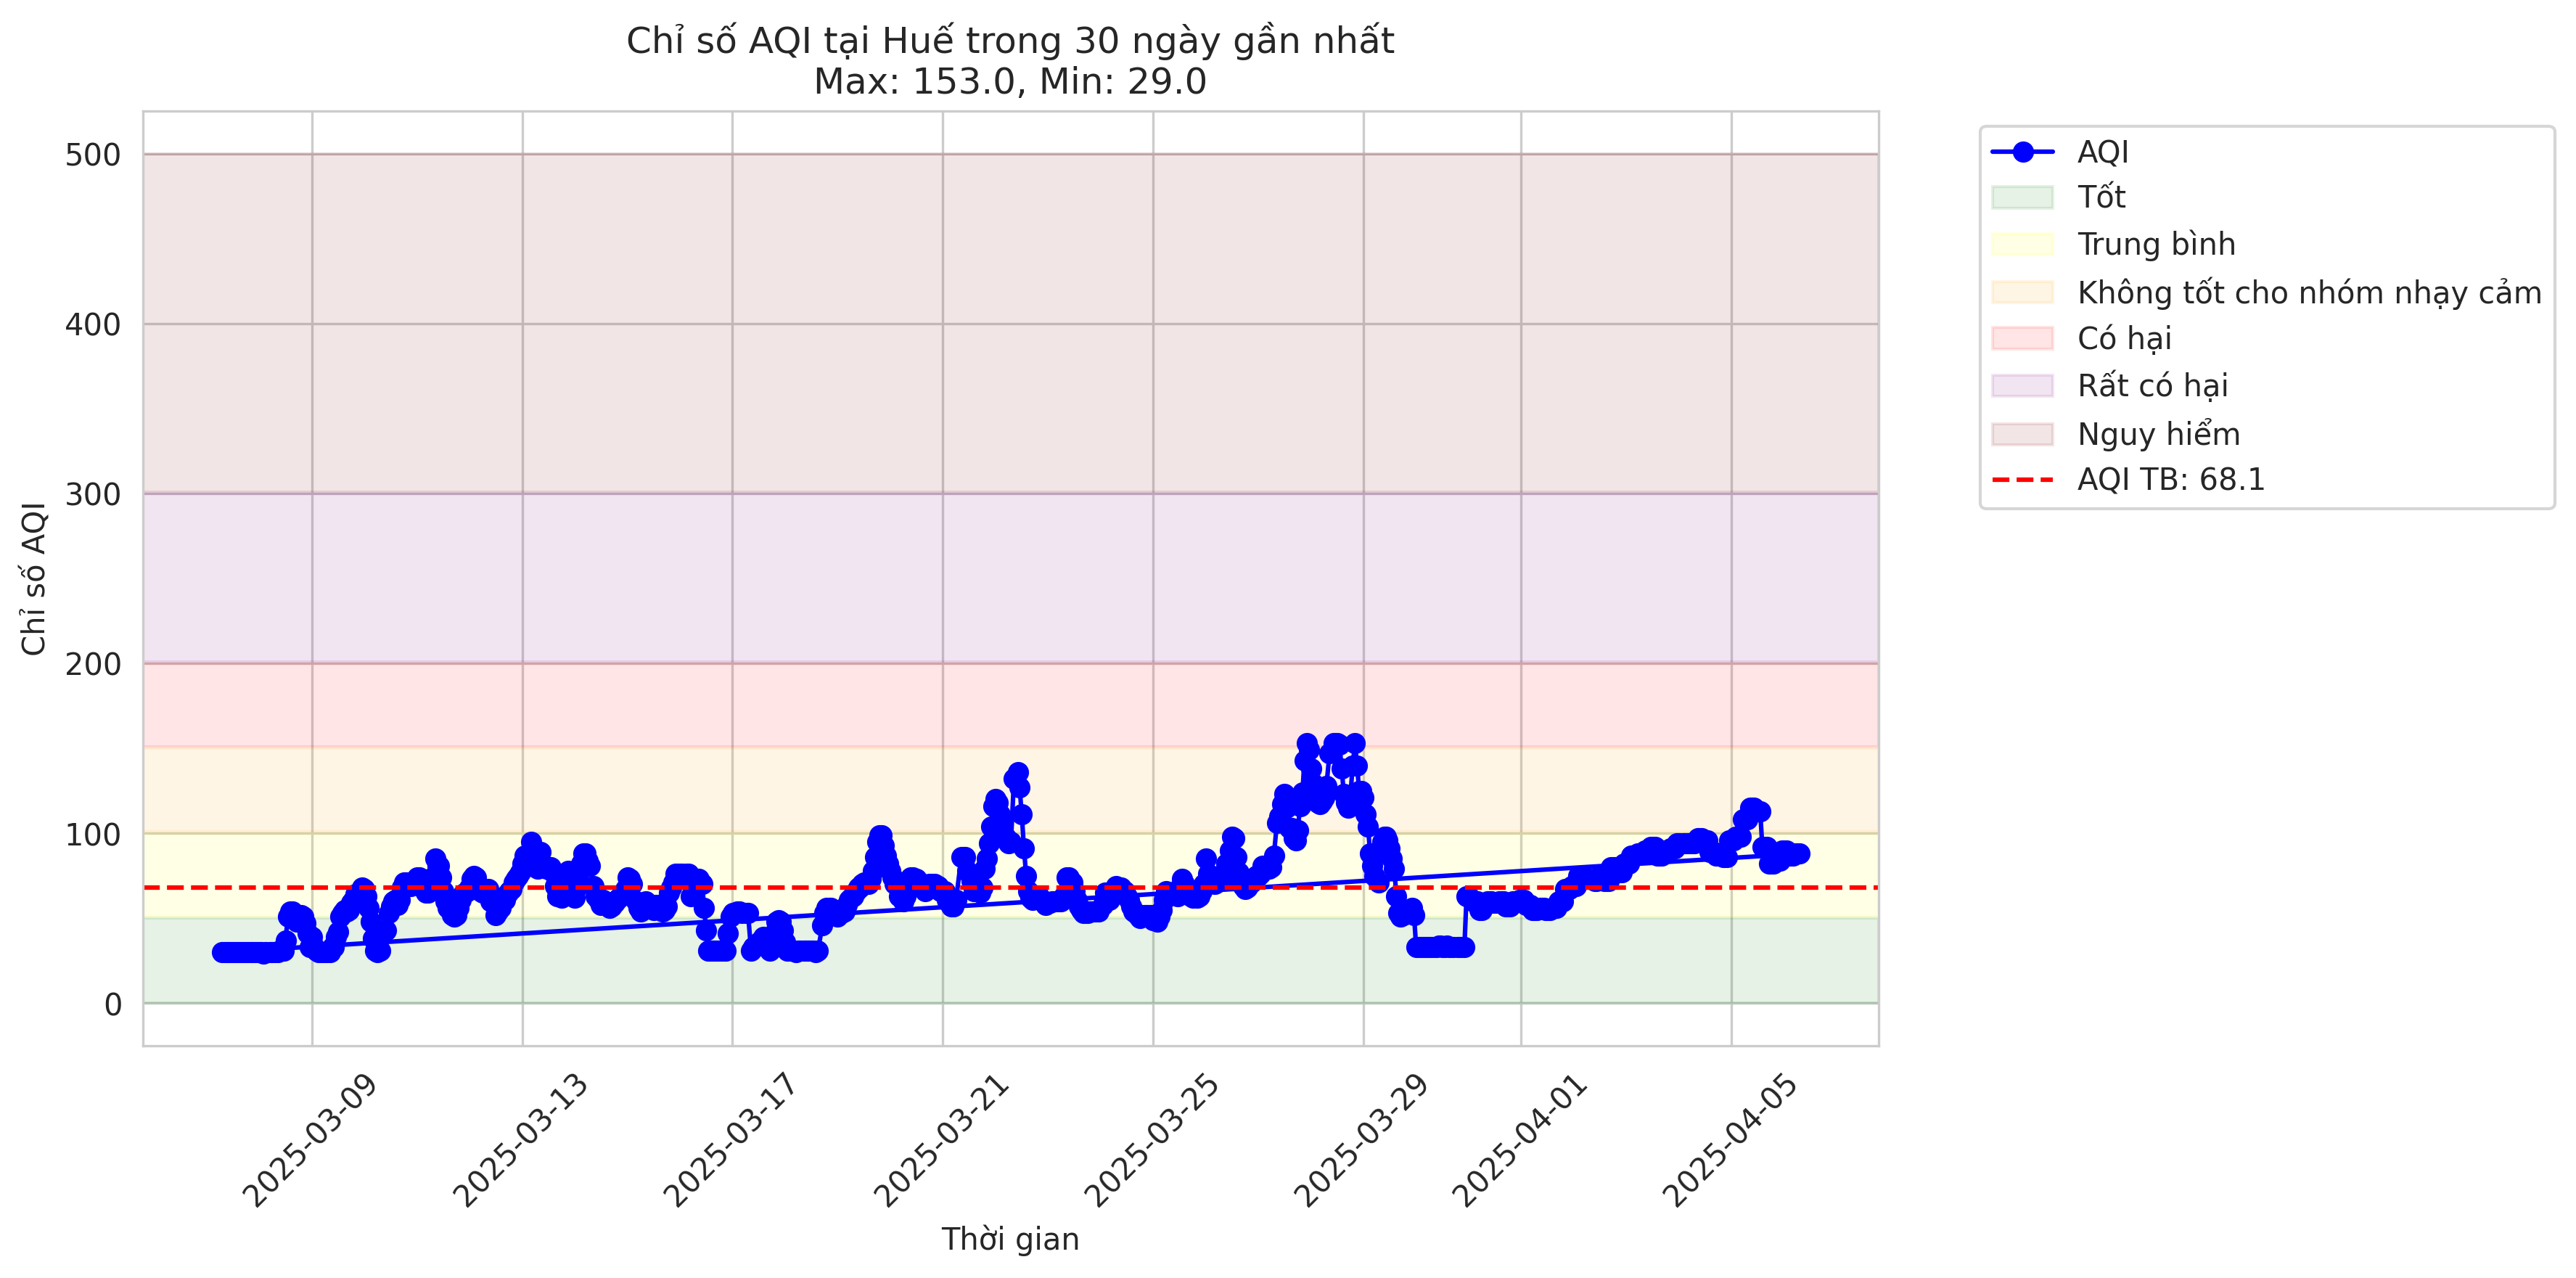 Chỉ số AQI tại Huế trong 30 ngày gần nhất
Max: 153.0, Min: 29.0
Chỉ số AQI
500
400
300
200
100
0
2025-03-09
2025-03-13
2025-03-17
2025-03-21
2025-03-25
2025-03-29
2025-04-01
2025-04-05
Thời gian
AQI
Tốt
Trung bình
Không tốt cho nhóm nhạy cảm
Có hại
Rất có hại
Nguy hiểm
AQI TB: 68.1